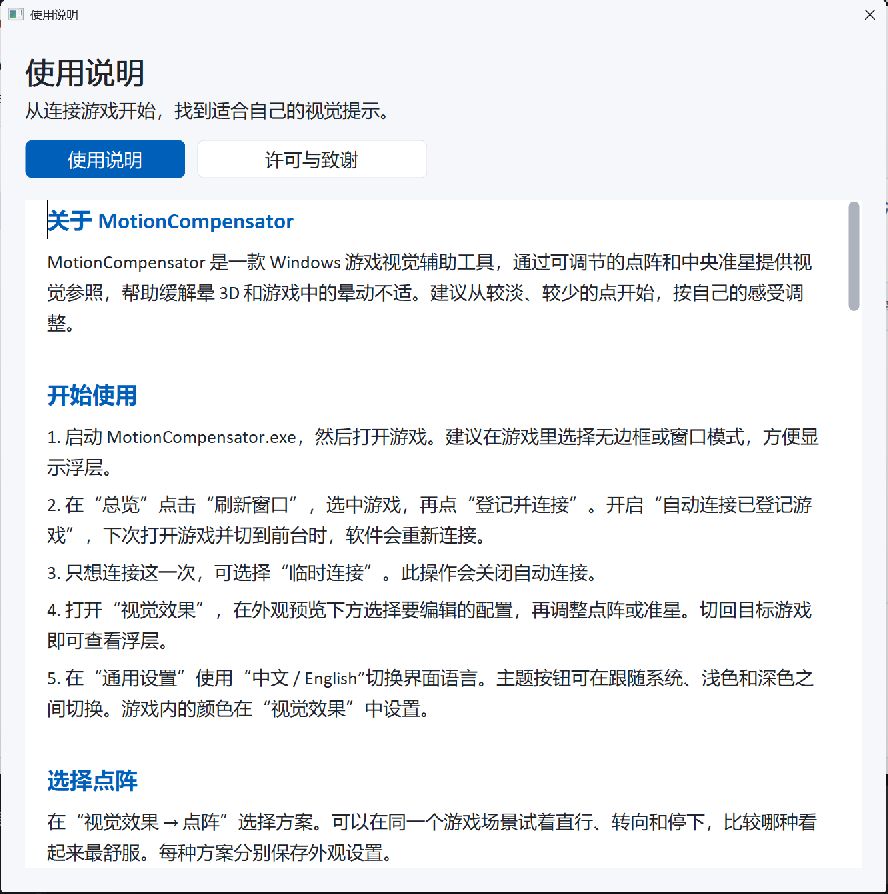 使用说明
使用说明
从连接游戏开始，找到适合自己的视觉提示。
使用说明
许可与致谢
关于 MotionCompensator
MotionCompensator 是一款 Windows 游戏视觉辅助工具，通过可调节的点阵和中央准星提供视
觉参照，帮助缓解晕 3D 和游戏中的晕动不适。建议从较淡、较少的点开始，按自己的感受调
整。
开始使用
1. 启动 MotionCompensator.exe，然后打开游戏。建议在游戏里选择无边框或窗口模式，方便显
示浮层。
2. 在“总览”点击“刷新窗口”，选中游戏，再点“登记并连接”。开启“自动连接已登记游
戏”，下次打开游戏并切到前台时，软件会重新连接。
3. 只想连接这一次，可选择“临时连接”。此操作会关闭自动连接。
4. 打开“视觉效果”，在外观预览下方选择要编辑的配置，再调整点阵或准星。切回目标游戏
即可查看浮层。
5. 在“通用设置”使用“中文 / English”切换界面语言。主题按钮可在跟随系统、浅色和深色之
间切换。游戏内的颜色在“视觉效果”中设置。
选择点阵
在“视觉效果 → 点阵”选择方案。可以在同一个游戏场景试着直行、转向和停下，比较哪种看
起来最舒服。每种方案分别保存外观设置。